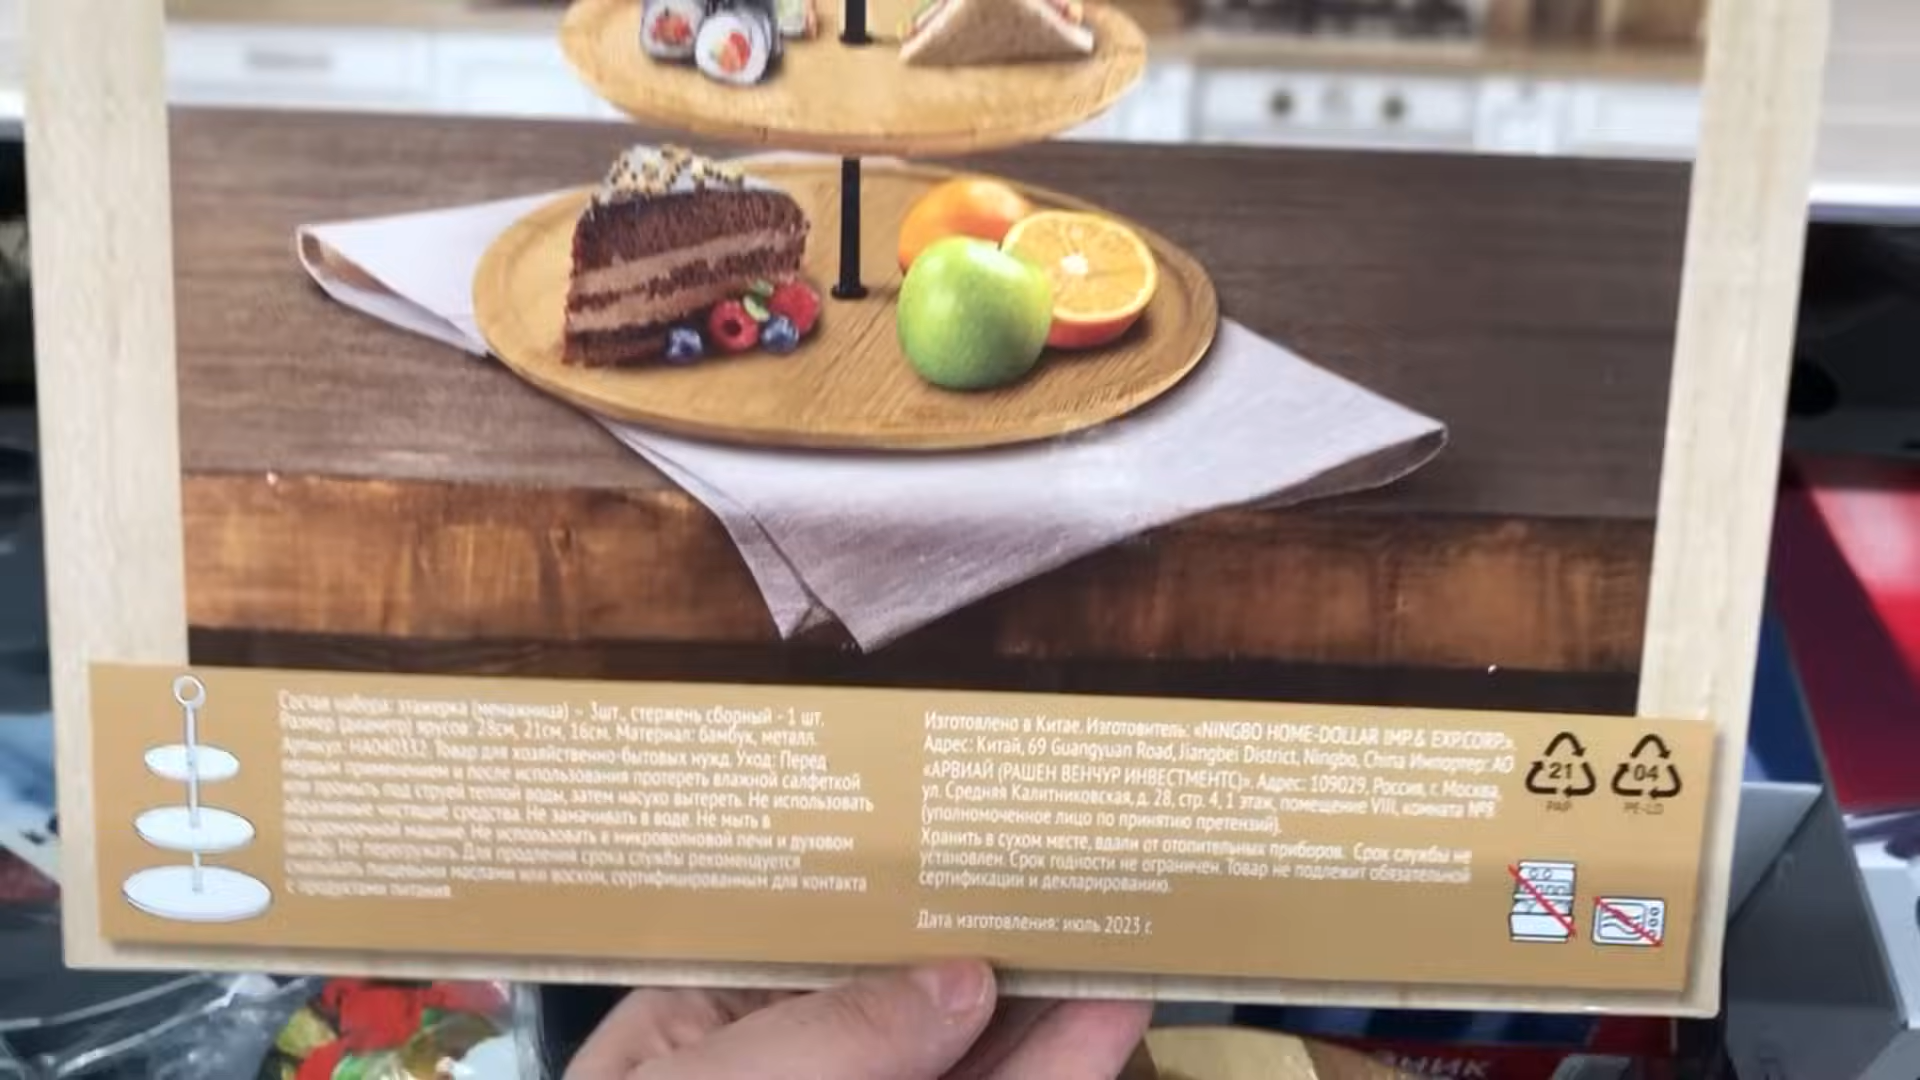 Состав набора: этажерка (менажница) – 3шт., стержень сборный - 1 шт.
Размер (диаметр) ярусов: 28см, 21см, 16см. Материал: бамбук, металл.
Артикул: HA040332. Товар для хозяйственно-бытовых нужд. Уход: Перед
первым применением и после использования протереть влажной салфеткой
или промыть под струей теплой воды, затем насухо вытереть. Не использовать
абразивные чистящие средства. Не замачивать в воде. Не мыть в
посудомоечной машине. Не использовать в микроволновой печи и духовом
шкафу. Не перегружать. Для продления срока службы рекомендуется
смазывать пищевыми маслами или воском, сертифицированным для контакта
с продуктами питания.
Изготовлено в Китае. Изготовитель: «NINGBO HOME-DOLLAR IMP.& EXP.CORP.».
Адрес: Китай, 69 Guangyuan Road, Jiangbei District, Ningbo, China Импортер: АО
«АРВИАЙ (РАШЕН ВЕНЧУР ИНВЕСТМЕНТС)». Адрес: 109029, Россия, г. Москва,
ул. Средняя Калитниковская, д. 28, стр. 4, 1 этаж, помещение VIII, комната №8
(уполномоченное лицо по принятию претензий).
Хранить в сухом месте, вдали от отопительных приборов. Срок службы не
установлен. Срок годности не ограничен. Товар не подлежит обязательной
сертификации и декларированию.
Дата изготовления: июль 2023 г.
21
PAP
04
PE-LD